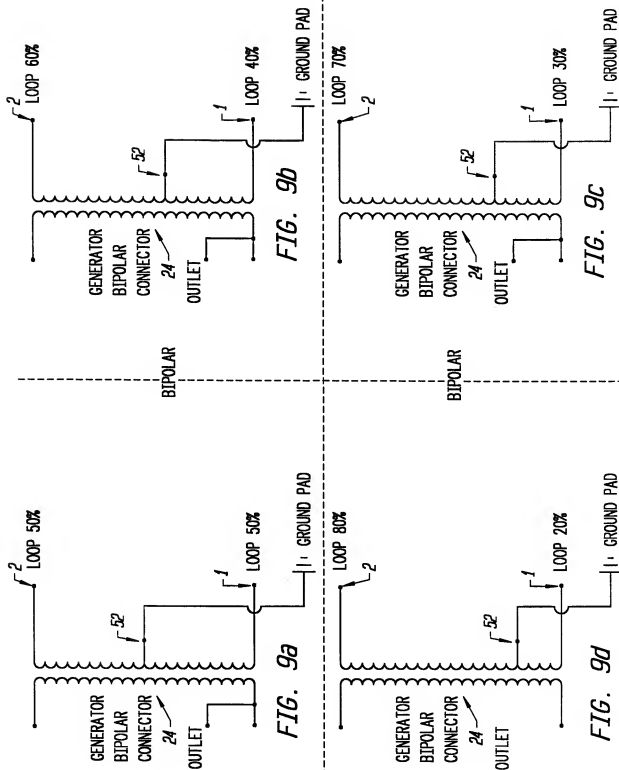 2
LOOP 50%
52
GENERATOR
BIPOLAR
CONNECTOR
24
OUTLET
1
LOOP 50%
GROUND PAD
FIG. 9a
BIPOLAR
2
LOOP 60%
52
GENERATOR
BIPOLAR
CONNECTOR
24
OUTLET
1
LOOP 40%
GROUND PAD
FIG. 9b
LOOP 80%
2
52
GENERATOR
BIPOLAR
CONNECTOR
24
OUTLET
1
LOOP 20%
GROUND PAD
FIG. 9d
BIPOLAR
LOOP 70%
2
52
GENERATOR
BIPOLAR
CONNECTOR
24
OUTLET
1
LOOP 30%
GROUND PAD
FIG. 9c